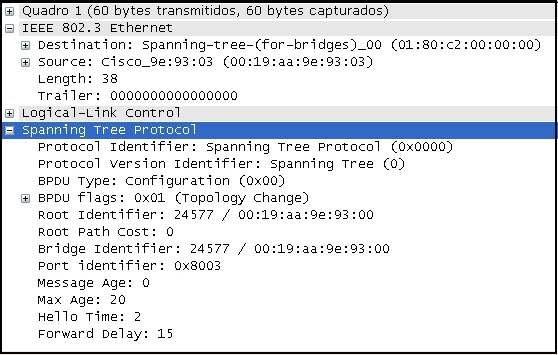 Quadro 1 (60 bytes transmitidos, 60 bytes capturados)
IEEE 802.3 Ethernet
Destination: Spanning-tree-(for-bridges)_00 (01:80:c2:00:00:00)
Source: Cisco_9e:93:03 (00:19:aa:9e:93:03)
Length: 38
Trailer: 0000000000000000
Logical-Link Control
Spanning Tree Protocol
Protocol Identifier: Spanning Tree Protocol (0x0000)
Protocol Version Identifier: Spanning Tree (0)
BPDU Type: Configuration (0x00)
BPDU flags: 0x01 (Topology Change)
Root Identifier: 24577 / 00:19:aa:9e:93:00
Root Path Cost: 0
Bridge Identifier: 24577 / 00:19:aa:9e:93:00
Port identifier: 0x8003
Message Age: 0
Max Age: 20
Hello Time: 2
Forward Delay: 15